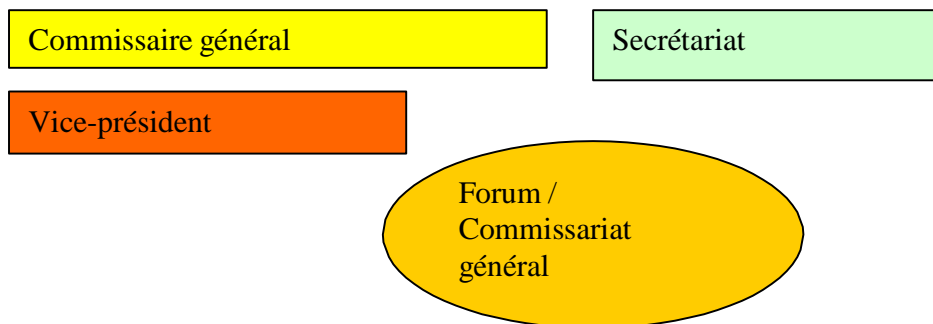 Commissaire général
Secrétariat
Vice-président
Forum /
Commissariat
général